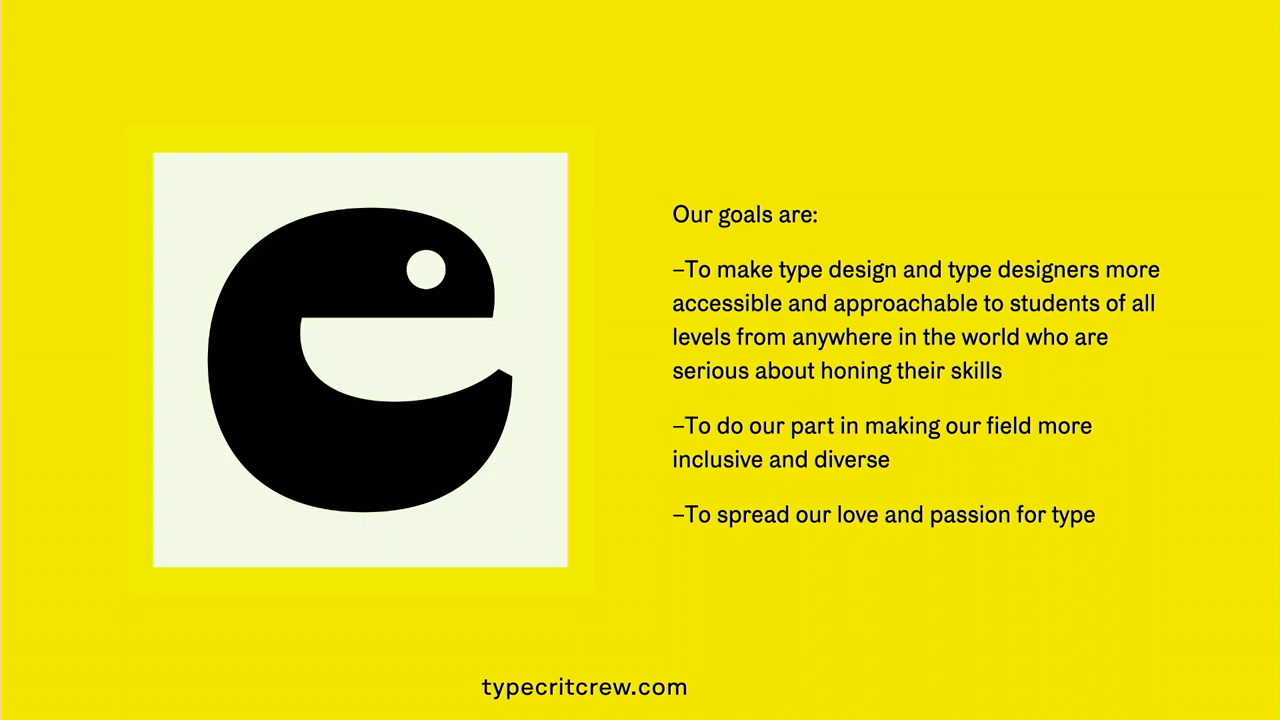 e
Our goals are:
–To make type design and type designers more
accessible and approachable to students of all
levels from anywhere in the world who are
serious about honing their skills
–To do our part in making our field more
inclusive and diverse
–To spread our love and passion for type
typecritcrew.com